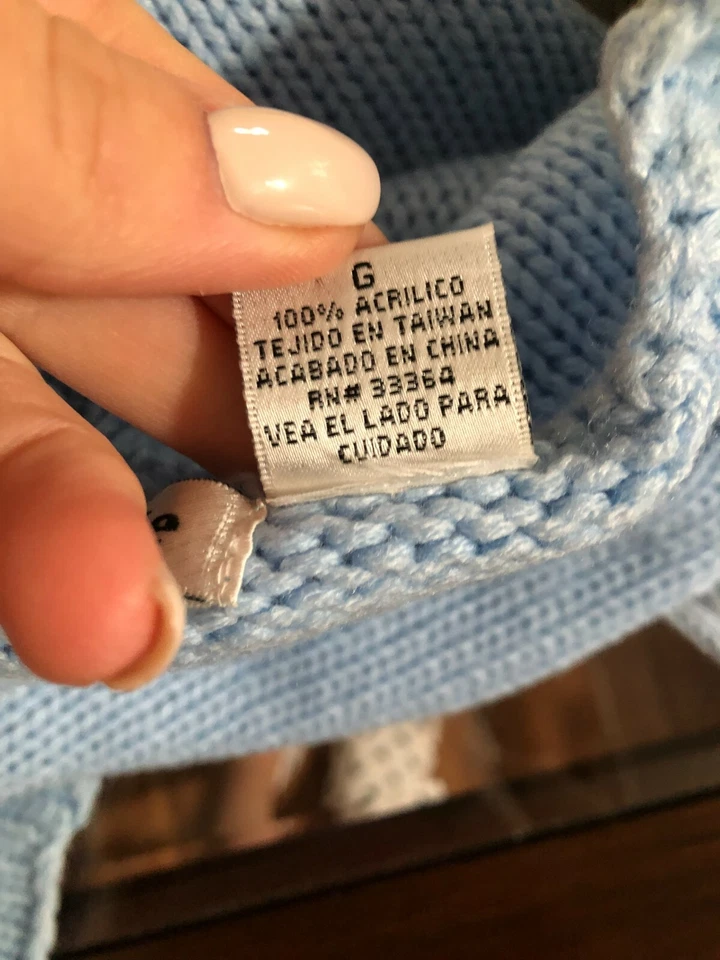 G
100% ACRILICO
TEJIDO EN TAIWAN
ACABADO EN CHINA
RN# 33364
VEA EL LADO PARA
CUIDADO